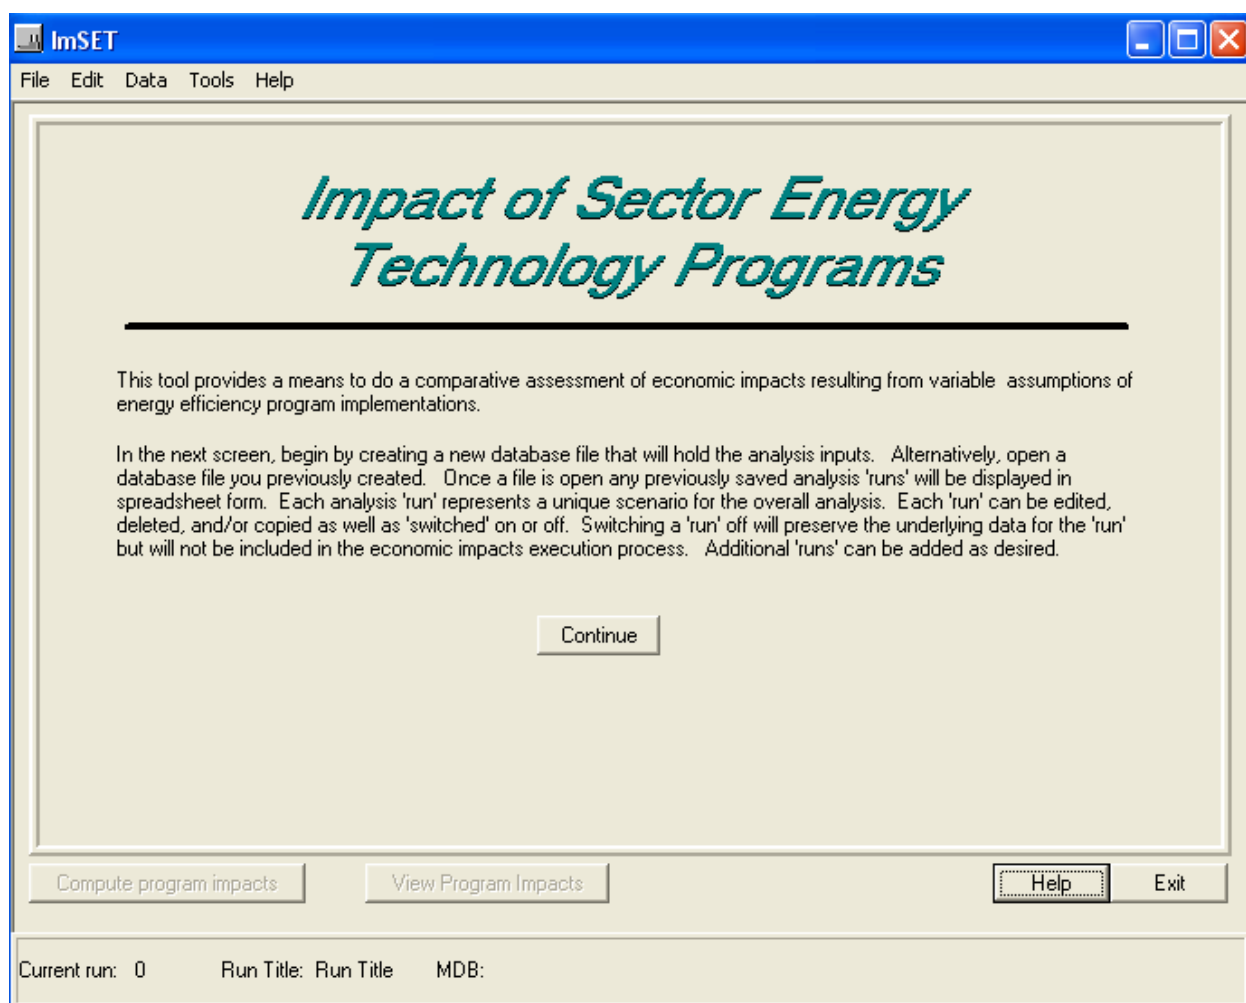 ImSET
File Edit Data Tools Help
Impact of Sector Energy
Technology Programs
This tool provides a means to do a comparative assessment of economic impacts resulting from variable assumptions of
energy efficiency program implementations.
In the next screen, begin by creating a new database file that will hold the analysis inputs. Alternatively, open a
database file you previously created. Once a file is open any previously saved analysis 'runs' will be displayed in
spreadsheet form. Each analysis 'run' represents a unique scenario for the overall analysis. Each 'run' can be edited,
deleted, and/or copied as well as 'switched' on or off. Switching a 'run' off will preserve the underlying data for the 'run'
but will not be included in the economic impacts execution process. Additional 'runs' can be added as desired.
Continue
Compute program impacts View Program Impacts Help Exit
Current run: 0 Run Title: Run Title MDB: